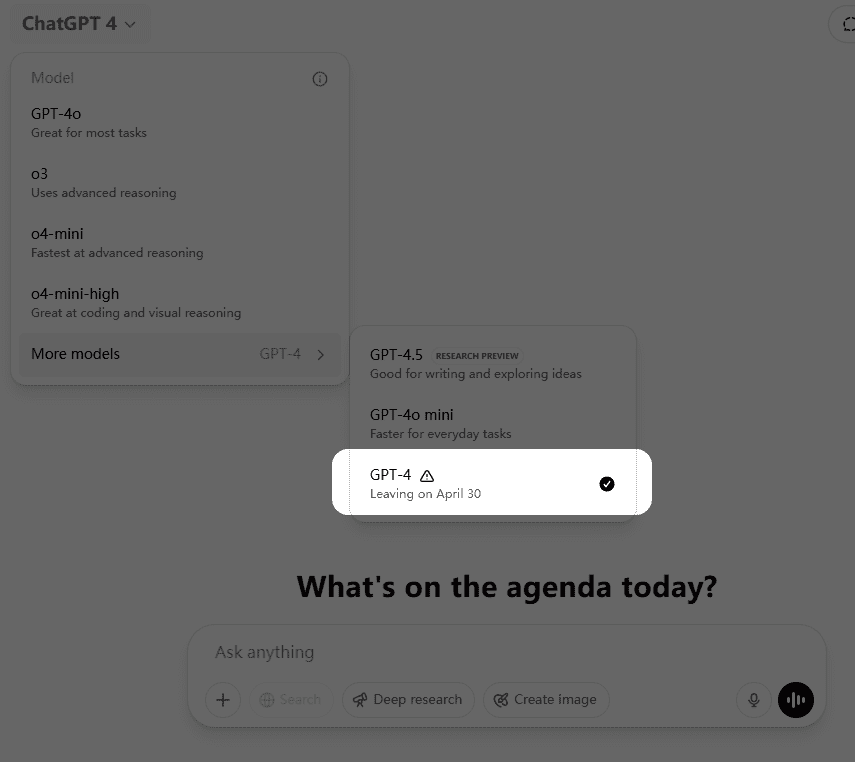 ChatGPT 4
Model
GPT-4o
Great for most tasks
o3
Uses advanced reasoning
o4-mini
Fastest at advanced reasoning
o4-mini-high
Great at coding and visual reasoning
More models GPT-4
GPT-4.5 RESEARCH PREVIEW
Good for writing and exploring ideas
GPT-4o mini
Faster for everyday tasks
GPT-4
Leaving on April 30
What's on the agenda today?
Ask anything
Search Deep research Create image